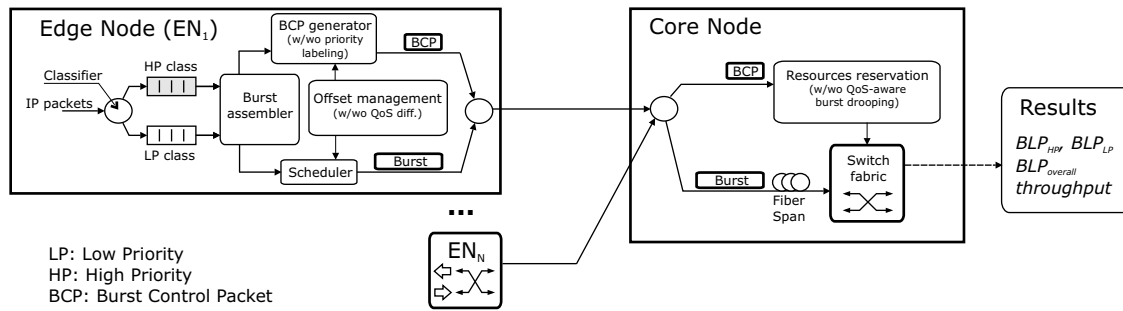 Edge Node (EN1)
BCP generator
(w/wo priority
labeling)
BCP
Classifier
HP class
IP packets
Burst
assembler
Offset management
(w/wo QoS diff.)
LP class
Scheduler
Burst
Core Node
BCP
Resources reservation
(w/wo QoS-aware
burst drooping)
Burst
Fiber
Span
Switch
fabric
Results
BLPHP, BLPLP
BLPoverall
throughput
...
ENN
LP: Low Priority
HP: High Priority
BCP: Burst Control Packet